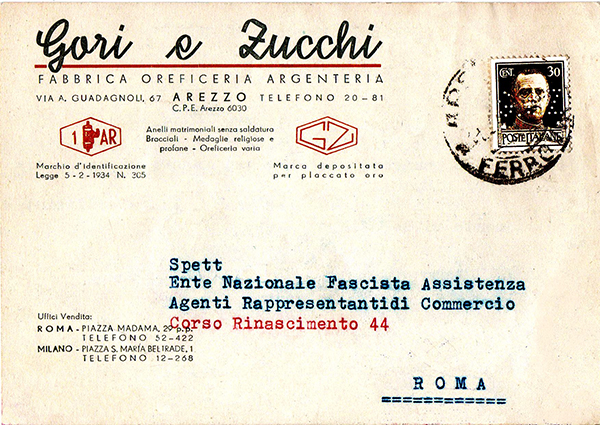 Gori e Zucchi
FABBRICA OREFICERIA ARGENTERIA
VIA A. GUADAGNOLI, 67 AREZZO TELEFONO 20-81
C.P.E. Arezzo 6030
1 AR
Anelli matrimoniali senza saldatura
Bracciali - Medaglie religiose e
profane - Oreficeria varia
GZ
Marchio d'Identificazione
Legge 5-2-1934 N. 305
Marca depositata
per placcato oro
CENT. 30
POSTE ITALIANE
FERRO
Spett
Ente Nazionale Fascista Assistenza
Agenti Rappresentantidi Commercio
Corso Rinascimento 44
Uffici Vendita:
ROMA - PIAZZA MADAMA, 29 p.p.
TELEFONO 52-422
MILANO - PIAZZA S. MARIA BELTRADE, 1
TELEFONO 12-268
ROMA